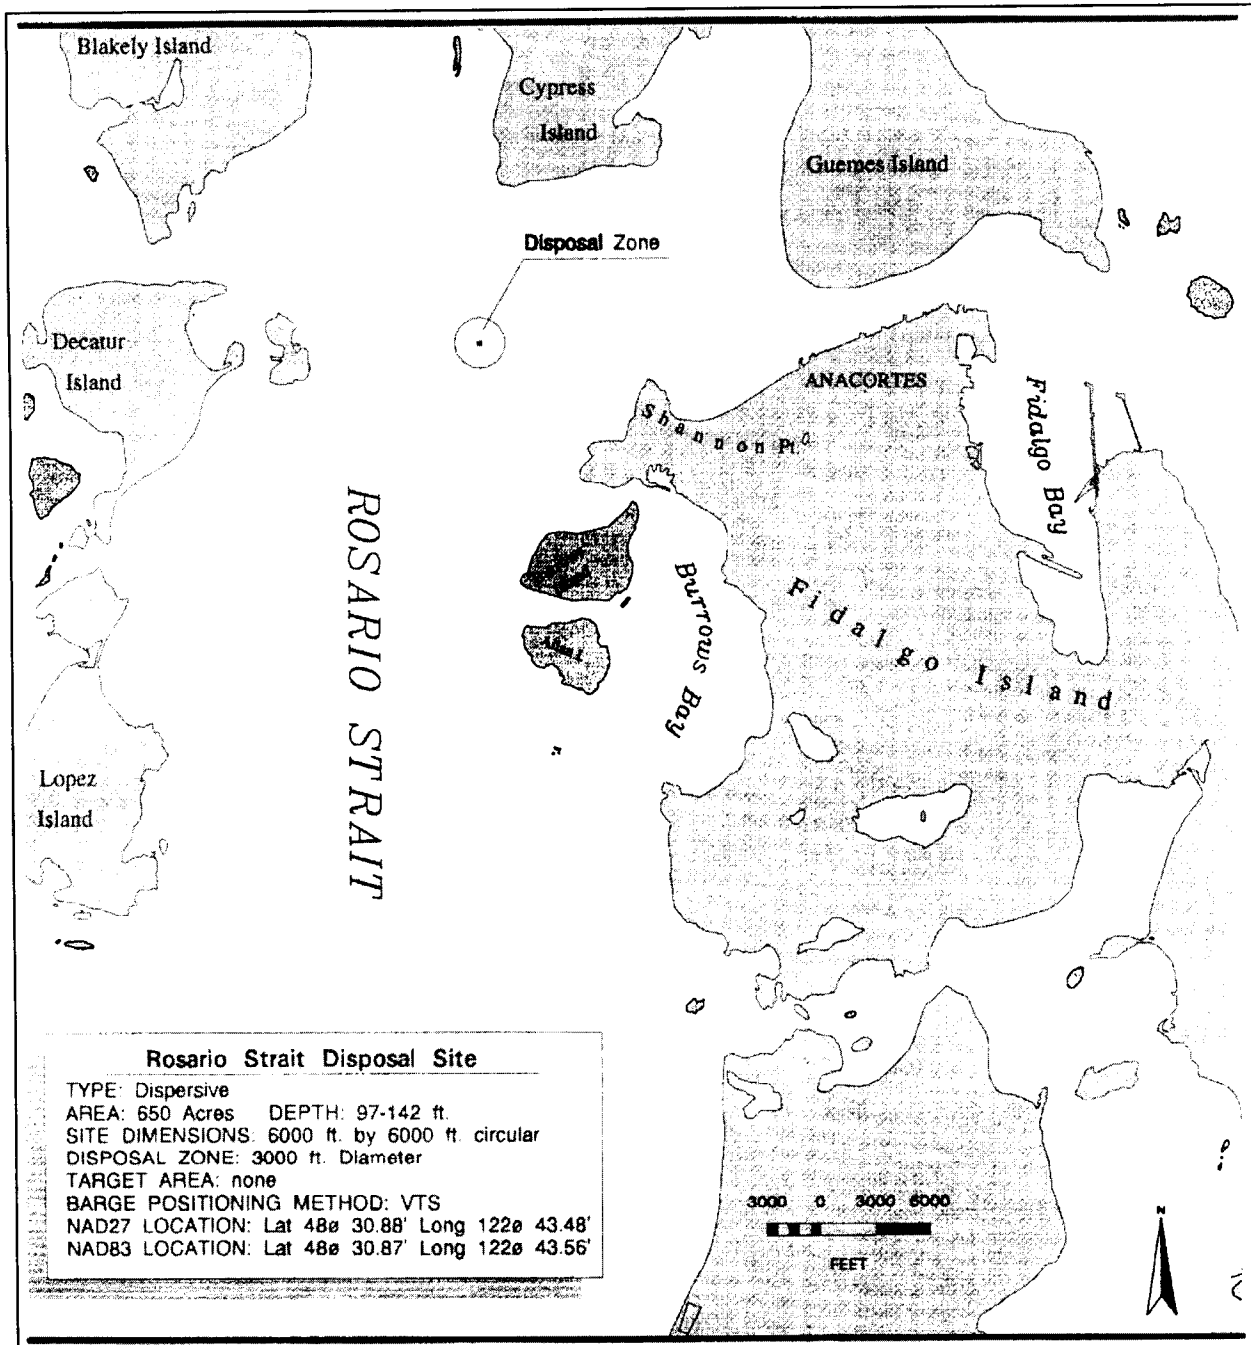 Blakely Island
Cypress
Island
Guemes Island
Disposal Zone
Decatur
Island
ANACORTES
Shannon Pt.
Fidalgo Bay
ROSARIO STRAIT
Burrows Bay
Fidalgo Island
Lopez
Island
Rosario Strait Disposal Site
TYPE: Dispersive
AREA: 650 Acres DEPTH: 97-142 ft.
SITE DIMENSIONS: 6000 ft. by 6000 ft. circular
DISPOSAL ZONE: 3000 ft. Diameter
TARGET AREA: none
BARGE POSITIONING METHOD: VTS
NAD27 LOCATION: Lat 48ø 30.88' Long 122ø 43.48'
NAD83 LOCATION: Lat 48ø 30.87' Long 122ø 43.56'
3000 0 3000 6000
FEET
N